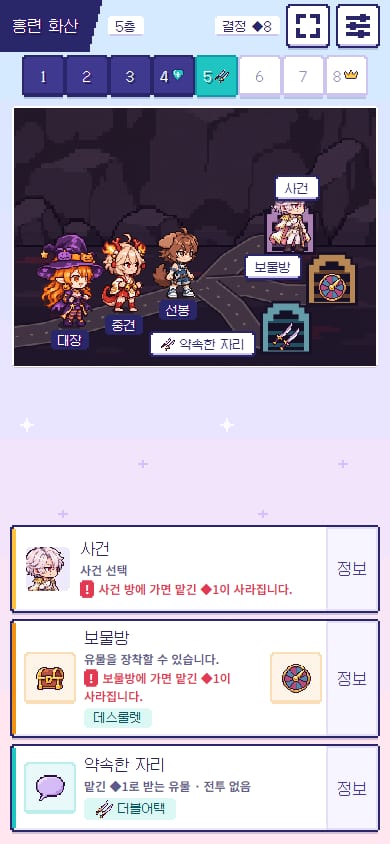 홍련 화산
5층
결정 ◆8
1
2
3
4
5
6
7
8
사건
보물방
선봉
중견
대장
약속한 자리
사건
사건 선택
! 사건 방에 가면 맡긴 ◆1이 사라집니다.
정보
보물방
유물을 장착할 수 있습니다.
! 보물방에 가면 맡긴 ◆1이
사라집니다.
데스룰렛
정보
약속한 자리
맡긴 ◆1로 받는 유물 · 전투 없음
더블어택
정보